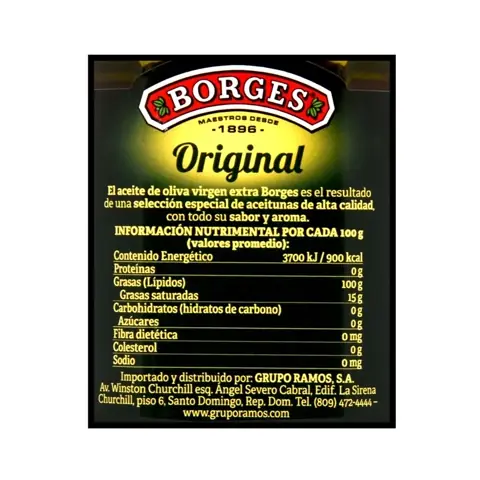 BORGES
MAESTROS DESDE
1896
Original
El aceite de oliva virgen extra Borges es el resultado
de una selección especial de aceitunas de alta calidad,
con todo su sabor y aroma.
INFORMACIÓN NUTRIMENTAL POR CADA 100 g
(valores promedio):
Contenido Energético 3700 kJ / 900 kcal
Proteínas 0 g
Grasas (Lípidos) 100 g
Grasas saturadas 15 g
Carbohidratos (hidratos de carbono) 0 g
Azúcares 0 g
Fibra dietética 0 mg
Colesterol 0 g
Sodio 0 mg
Importado y distribuido por: GRUPO RAMOS, S.A.
Av. Winston Churchill esq. Ángel Severo Cabral, Edif. La Sirena
Churchill, piso 6, Santo Domingo, Rep. Dom. Tel. (809) 472-4444 -
www.gruporamos.com